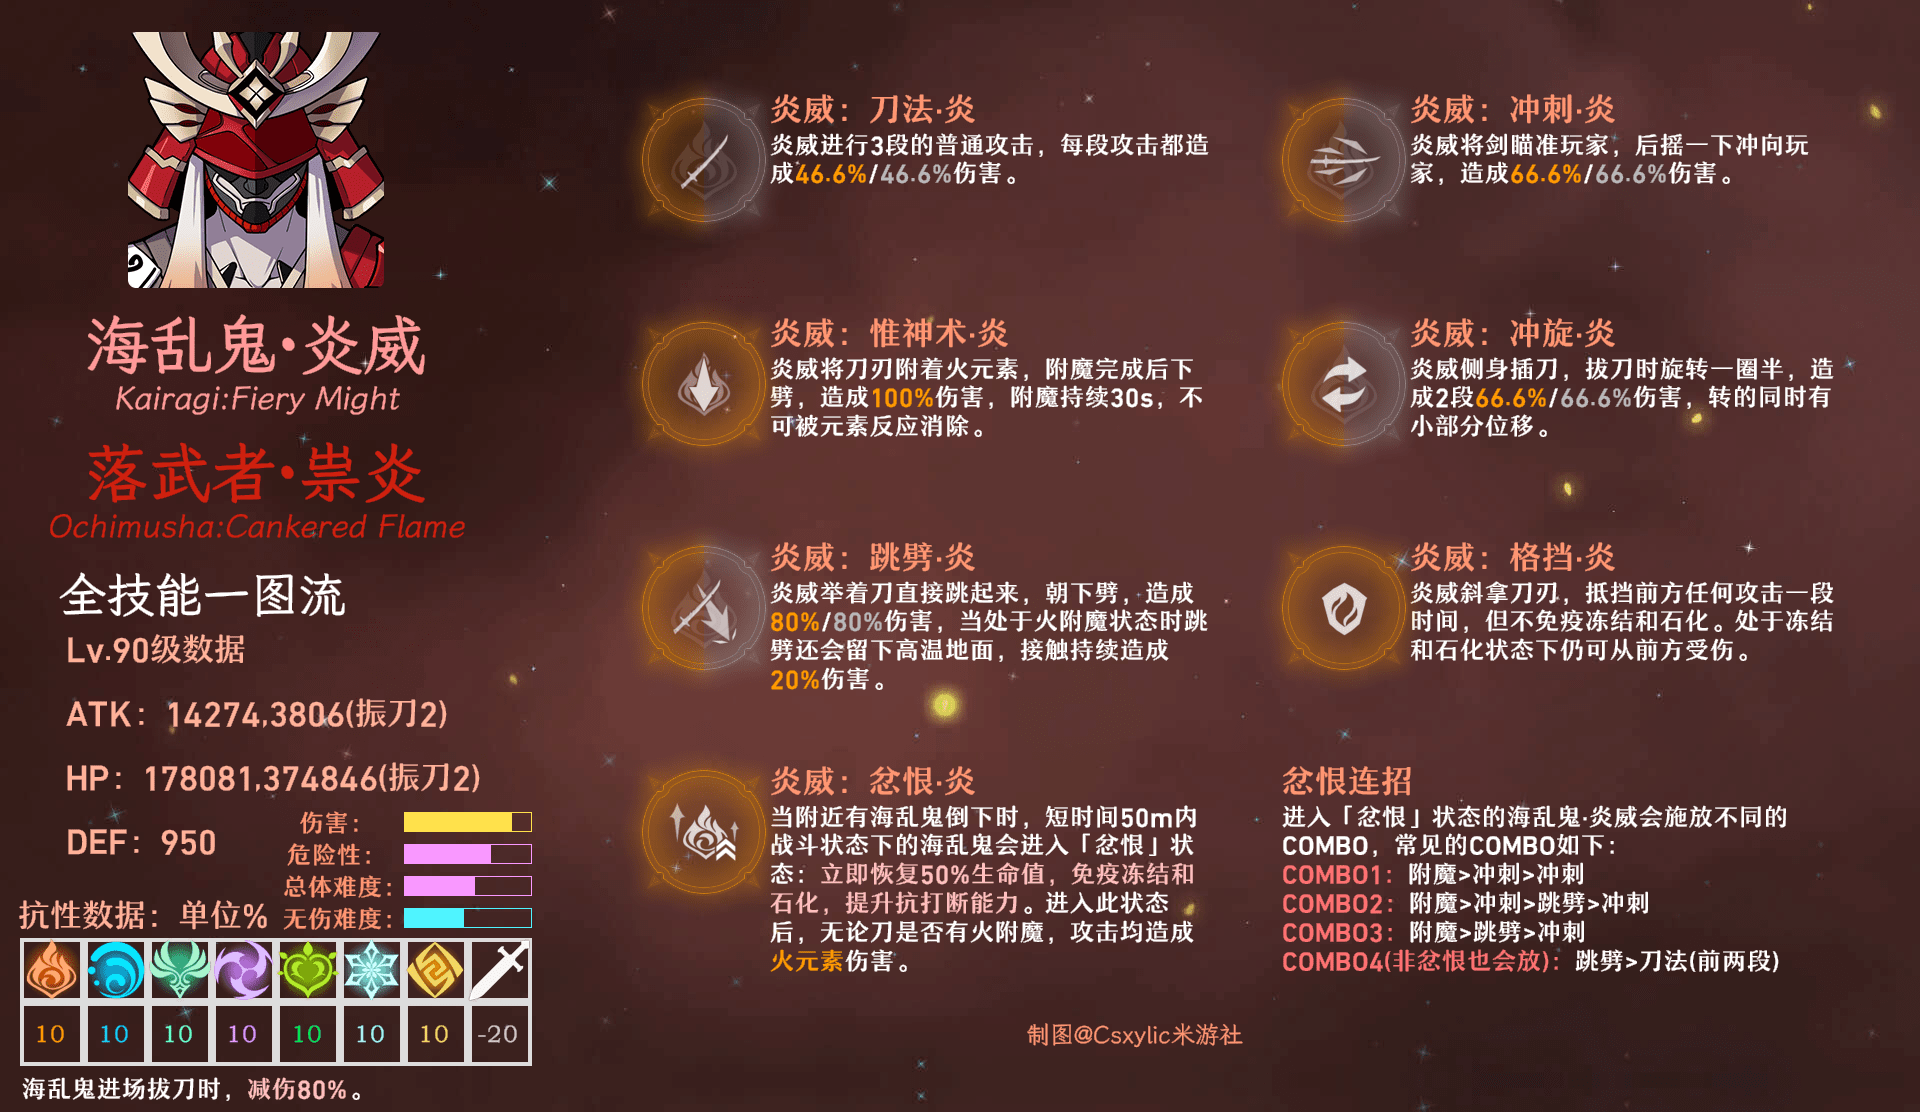 海乱鬼·炎威
Kairagi:Fiery Might
落武者·祟炎
Ochimusha:Cankered Flame
全技能一图流
Lv.90级数据
ATK：14274,3806(振刀2)
HP：178081,374846(振刀2)
DEF：950
伤害：
危险性：
总体难度：
无伤难度：
抗性数据：单位%
10 10 10 10 10 10 10 -20
海乱鬼进场拔刀时，减伤80%。
炎威：刀法·炎
炎威进行3段的普通攻击，每段攻击都造
成46.6%/46.6%伤害。
炎威：惟神术·炎
炎威将刀刃附着火元素，附魔完成后下
劈，造成100%伤害，附魔持续30s，不
可被元素反应消除。
炎威：跳劈·炎
炎威举着刀直接跳起来，朝下劈，造成
80%/80%伤害，当处于火附魔状态时跳
劈还会留下高温地面，接触持续造成
20%伤害。
炎威：忿恨·炎
当附近有海乱鬼倒下时，短时间50m内
战斗状态下的海乱鬼会进入「忿恨」状
态：立即恢复50%生命值，免疫冻结和
石化，提升抗打断能力。进入此状态
后，无论刀是否有火附魔，攻击均造成
火元素伤害。
炎威：冲刺·炎
炎威将剑瞄准玩家，后摇一下冲向玩
家，造成66.6%/66.6%伤害。
炎威：冲旋·炎
炎威侧身插刀，拔刀时旋转一圈半，造
成2段66.6%/66.6%伤害，转的同时有
小部分位移。
炎威：格挡·炎
炎威斜拿刀刃，抵挡前方任何攻击一段
时间，但不免疫冻结和石化。处于冻结
和石化状态下仍可从前方受伤。
忿恨连招
进入「忿恨」状态的海乱鬼·炎威会施放不同的
COMBO，常见的COMBO如下：
COMBO1：附魔>冲刺>冲刺
COMBO2：附魔>冲刺>跳劈>冲刺
COMBO3：附魔>跳劈>冲刺
COMBO4(非忿恨也会放)：跳劈>刀法(前两段)
制图@Csxylic米游社